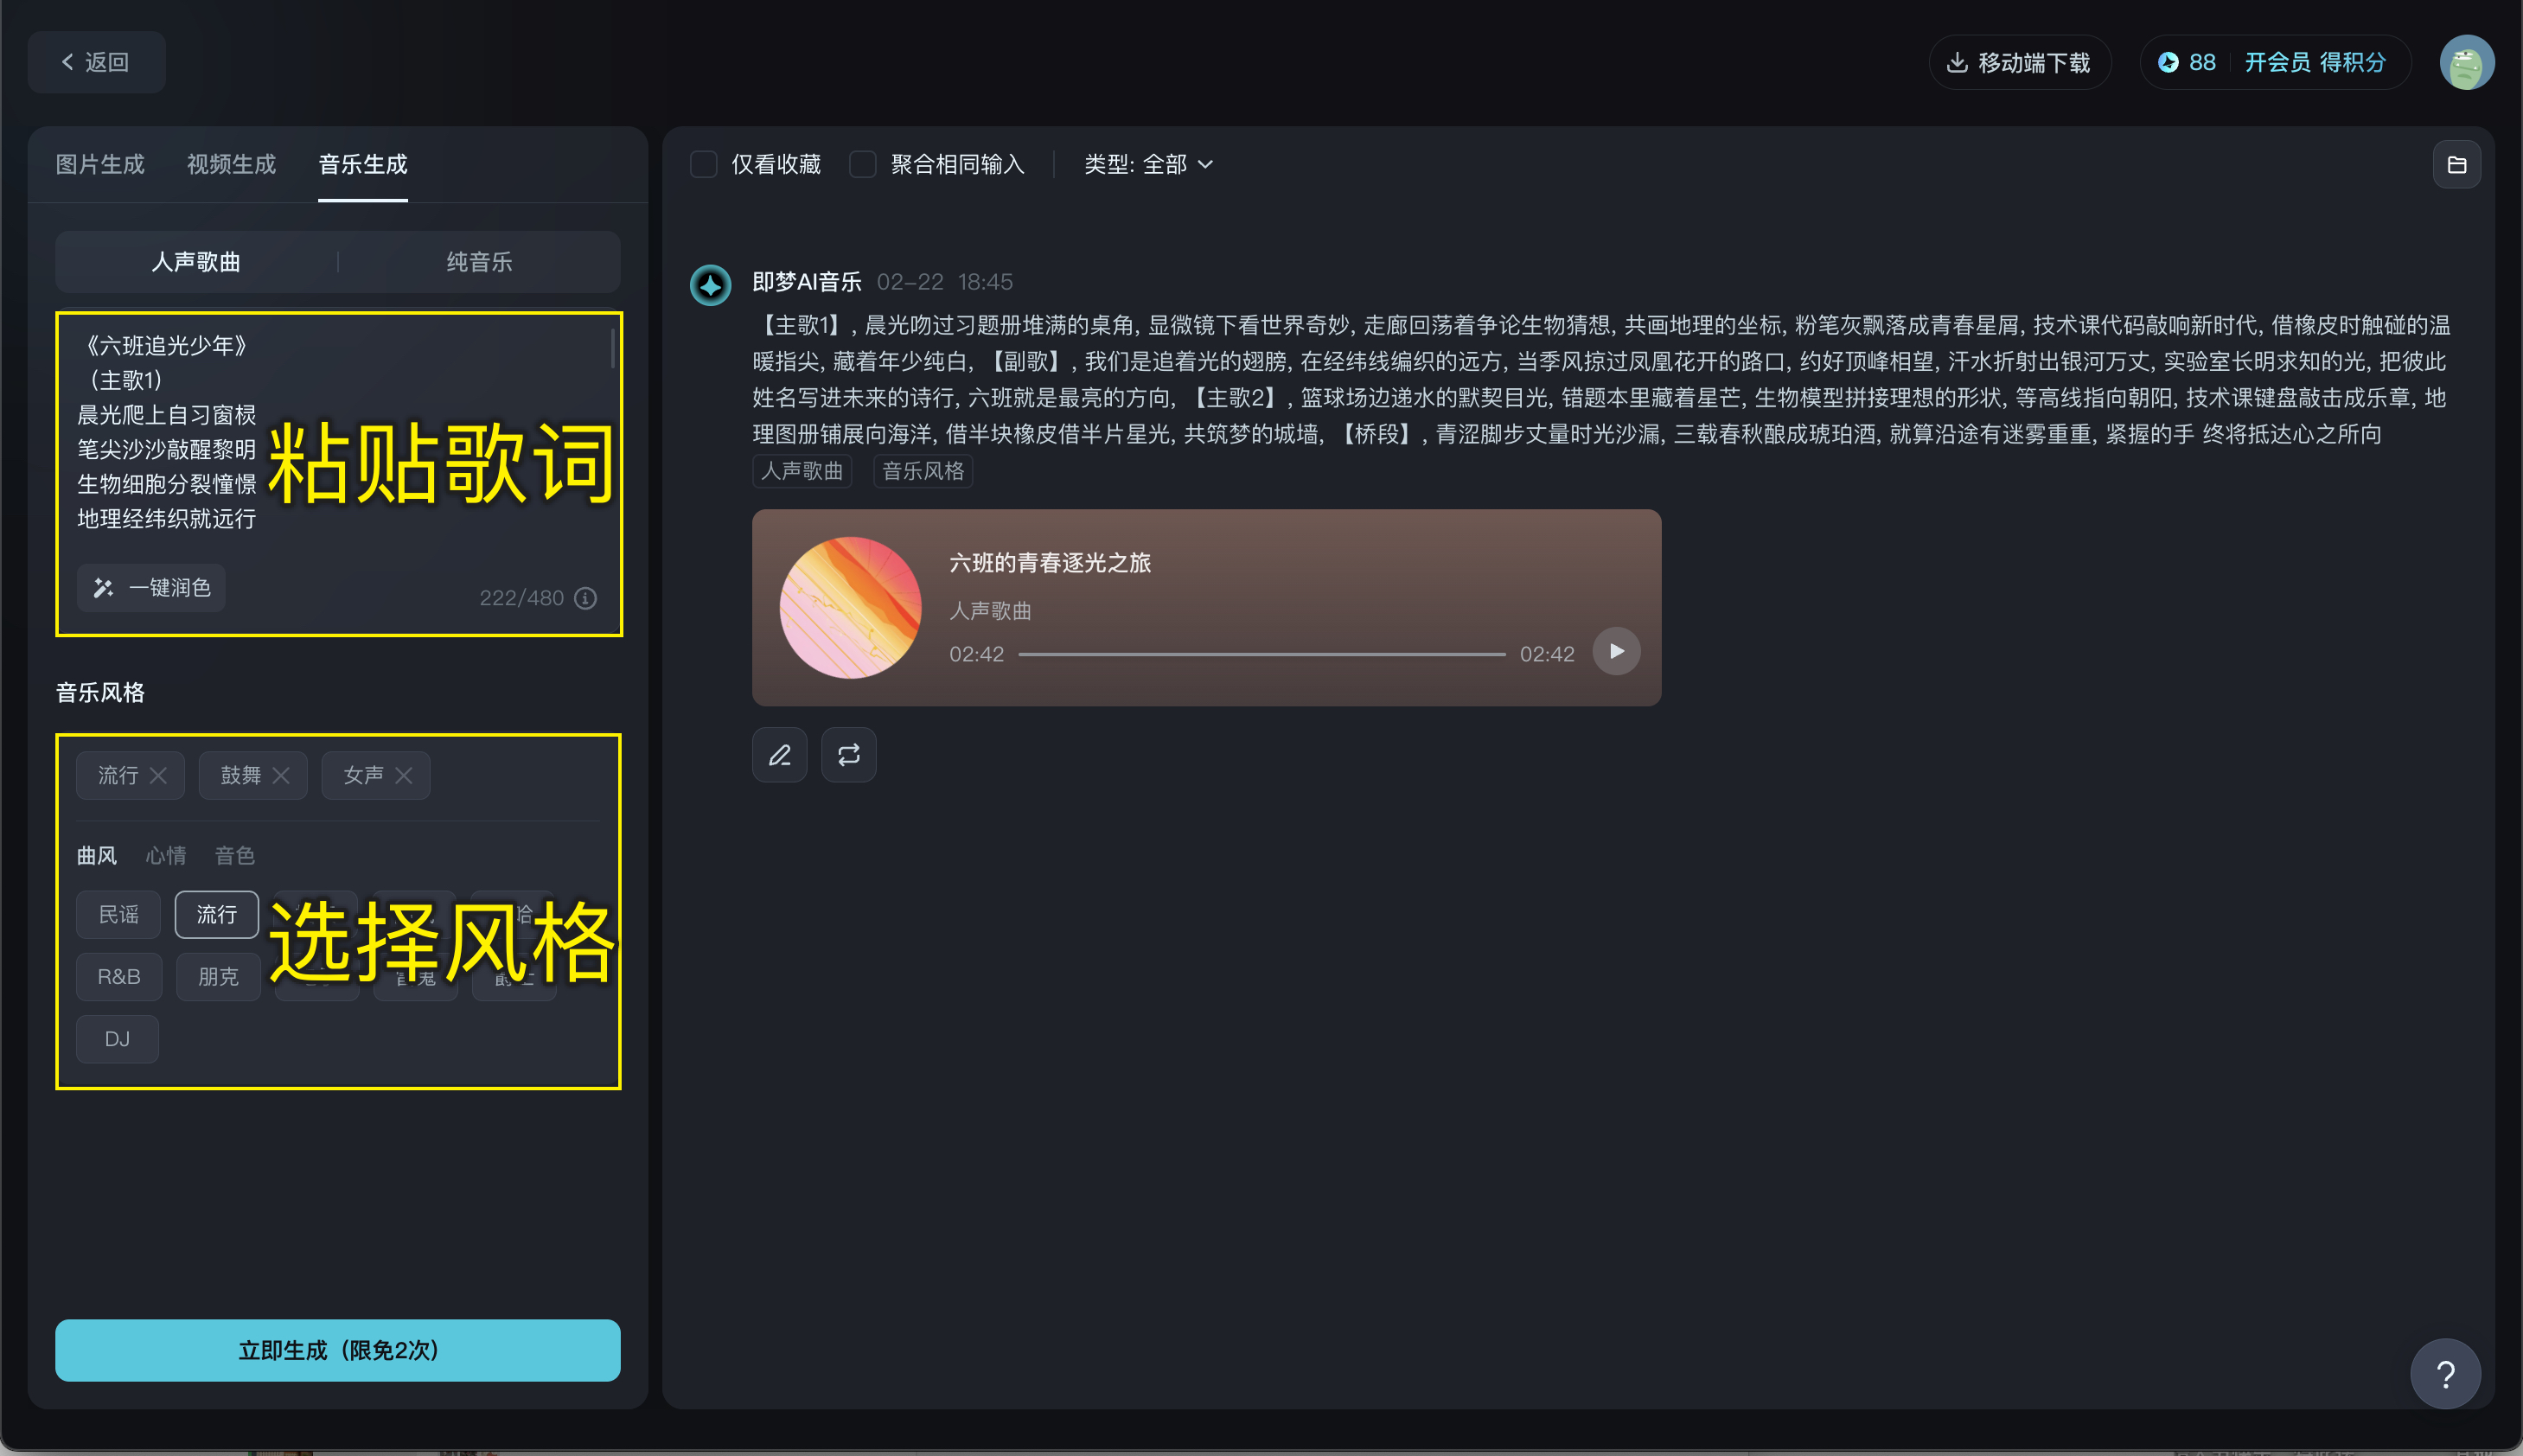 返回
移动端下载
88
开会员 得积分
图片生成
视频生成
音乐生成
人声歌曲
纯音乐
《六班追光少年》
（主歌1）
晨光爬上自习窗棂
笔尖沙沙敲醒黎明
生物细胞分裂憧憬
地理经纬织就远行
粘贴歌词
一键润色
222/480
音乐风格
流行
鼓舞
女声
曲风
心情
音色
民谣
流行
选择风格
R&B
朋克
DJ
立即生成（限免2次）
仅看收藏
聚合相同输入
类型: 全部
即梦AI音乐 02-22 18:45
【主歌1】, 晨光吻过习题册堆满的桌角, 显微镜下看世界奇妙, 走廊回荡着争论生物猜想, 共画地理的坐标, 粉笔灰飘落成青春星屑, 技术课代码敲响新时代, 借橡皮时触碰的温
暖指尖, 藏着年少纯白, 【副歌】, 我们是追着光的翅膀, 在经纬线编织的远方, 当季风掠过凤凰花开的路口, 约好顶峰相望, 汗水折射出银河万丈, 实验室长明求知的光, 把彼此
姓名写进未来的诗行, 六班就是最亮的方向, 【主歌2】, 篮球场边递水的默契目光, 错题本里藏着星芒, 生物模型拼接理想的形状, 等高线指向朝阳, 技术课键盘敲击成乐章, 地
理图册铺展向海洋, 借半块橡皮借半片星光, 共筑梦的城墙, 【桥段】, 青涩脚步丈量时光沙漏, 三载春秋酿成琥珀酒, 就算沿途有迷雾重重, 紧握的手 终将抵达心之所向
人声歌曲
音乐风格
六班的青春逐光之旅
人声歌曲
02:42
02:42
?